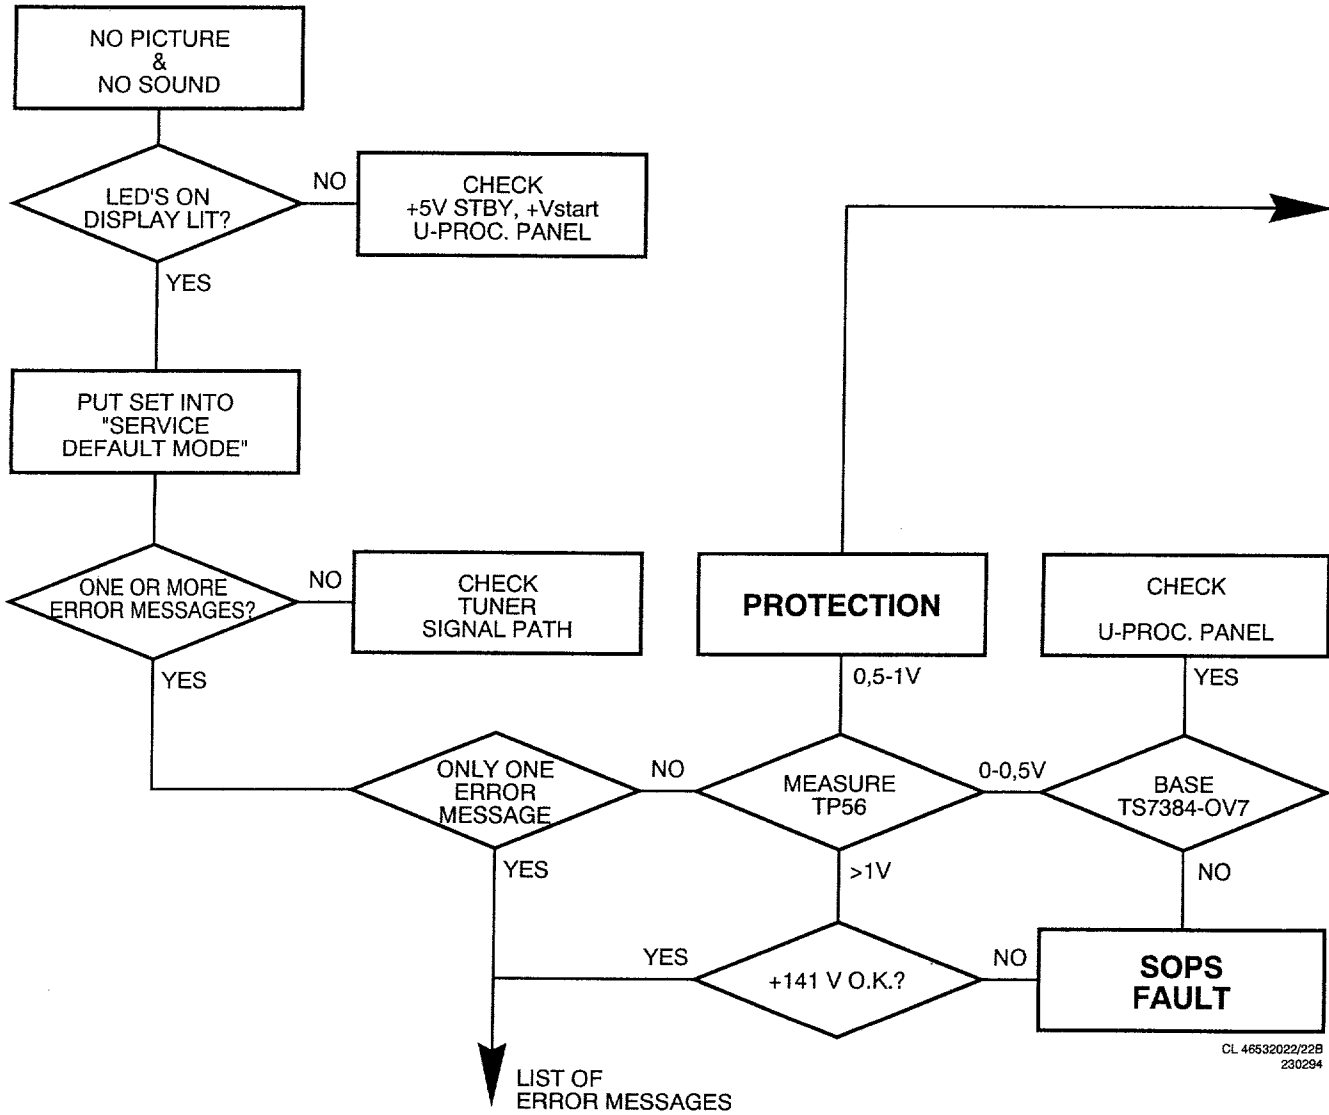 NO PICTURE
&
NO SOUND
LED'S ON
DISPLAY LIT?
NO
CHECK
+5V STBY, +Vstart
U-PROC. PANEL
YES
PUT SET INTO
"SERVICE
DEFAULT MODE"
ONE OR MORE
ERROR MESSAGES?
NO
CHECK
TUNER
SIGNAL PATH
YES
PROTECTION
0,5-1V
CHECK
U-PROC. PANEL
YES
ONLY ONE
ERROR
MESSAGE
NO
MEASURE
TP56
0-0,5V
BASE
TS7384-OV7
YES
>1V
NO
YES
+141 V O.K.?
NO
SOPS
FAULT
LIST OF
ERROR MESSAGES
CL 46532022/22B
230294